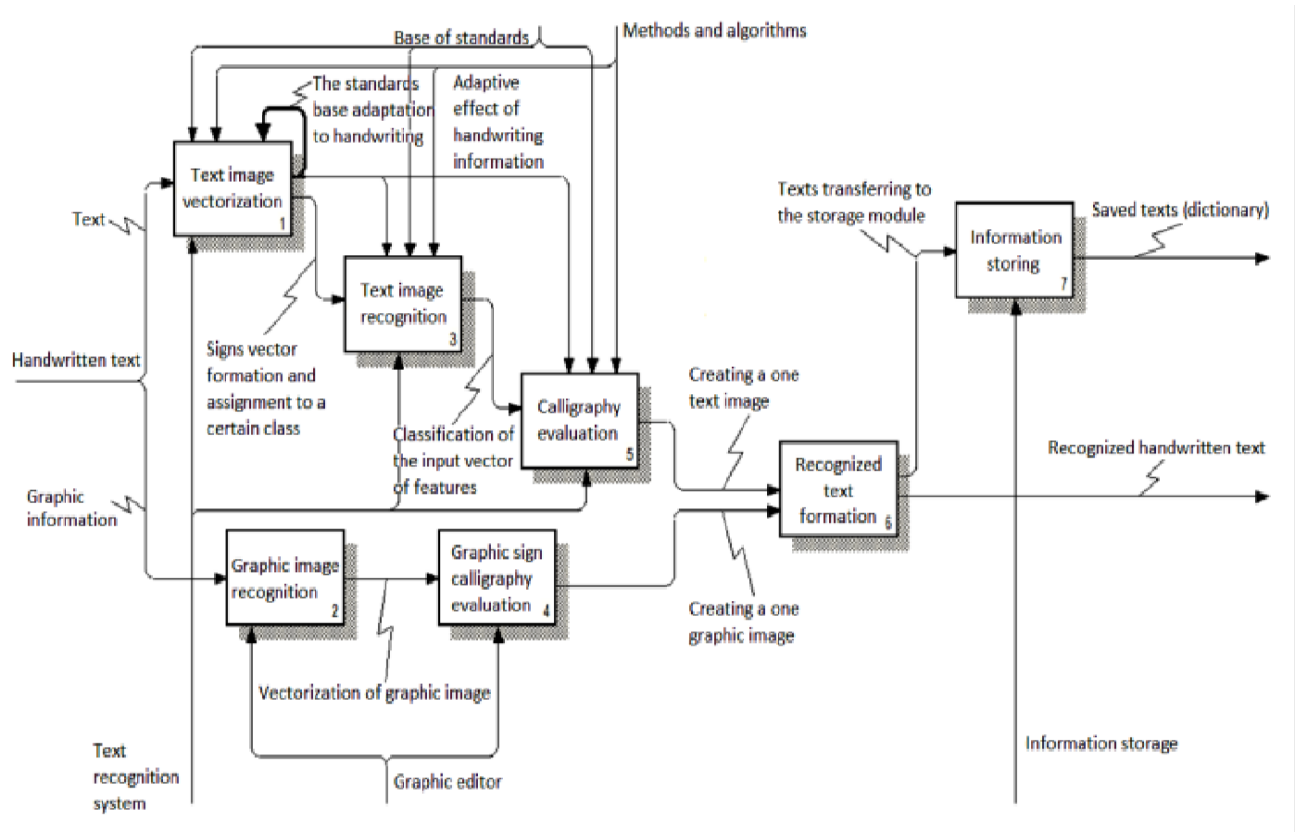 Base of standards
Methods and algorithms
The standards
base adaptation
to handwriting
Adaptive
effect of
handwriting
information
Text image
vectorization
1
Text
Texts transferring to
the storage module
Saved texts (dictionary)
Information
storing
7
Text image
recognition
3
Handwritten text
Signs vector
formation and
assignment to a
certain class
Creating a one
text image
Calligraphy
evaluation
5
Classification of
the input vector
of features
Recognized handwritten text
Recognized
text
formation
6
Graphic
information
Graphic image
recognition
2
Graphic sign
calligraphy
evaluation
4
Creating a one
graphic image
Vectorization of graphic image
Text
recognition
system
Graphic editor
Information storage